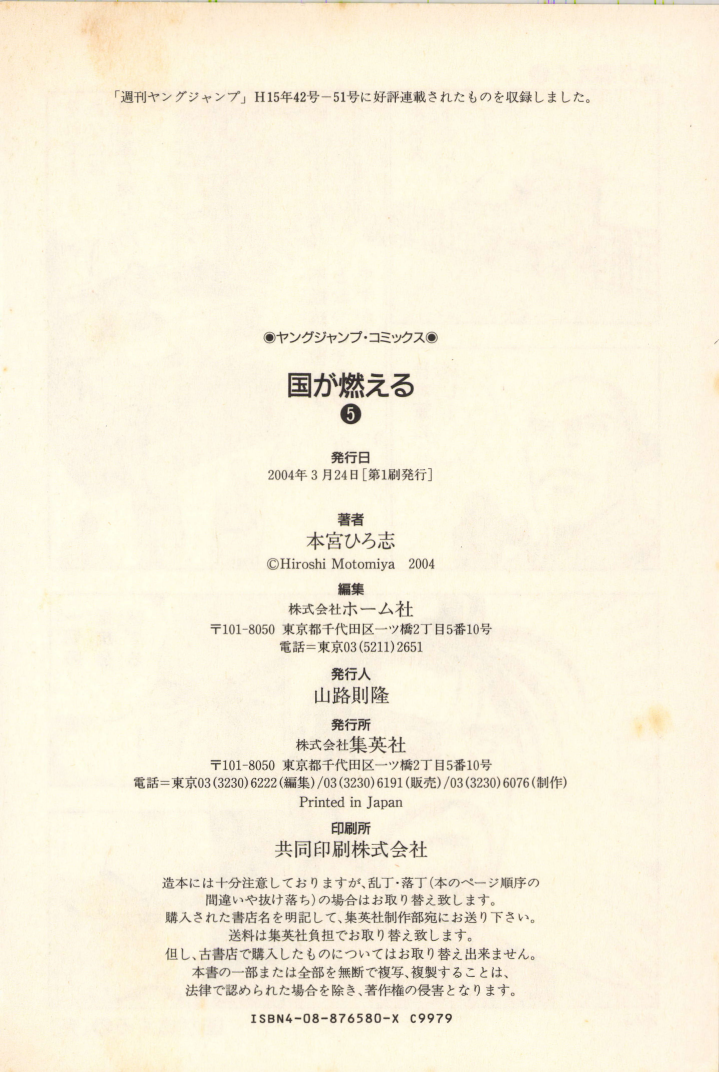 「週刊ヤングジャンプ」H15年42号－51号に好評連載されたものを収録しました。
◉ヤングジャンプ・コミックス◉
国が燃える
❺
発行日
2004年3月24日[第1刷発行]
著者
本宮ひろ志
©Hiroshi Motomiya 2004
編集
株式会社ホーム社
〒101-8050 東京都千代田区一ツ橋2丁目5番10号
電話＝東京03(5211)2651
発行人
山路則隆
発行所
株式会社集英社
〒101-8050 東京都千代田区一ツ橋2丁目5番10号
電話＝東京03(3230)6222(編集)/03(3230)6191(販売)/03(3230)6076(制作)
Printed in Japan
印刷所
共同印刷株式会社
造本には十分注意しておりますが、乱丁・落丁(本のページ順序の
間違いや抜け落ち)の場合はお取り替え致します。
購入された書店名を明記して、集英社制作部宛にお送り下さい。
送料は集英社負担でお取り替え致します。
但し、古書店で購入したものについてはお取り替え出来ません。
本書の一部または全部を無断で複写、複製することは、
法律で認められた場合を除き、著作権の侵害となります。
ISBN4-08-876580-X C9979